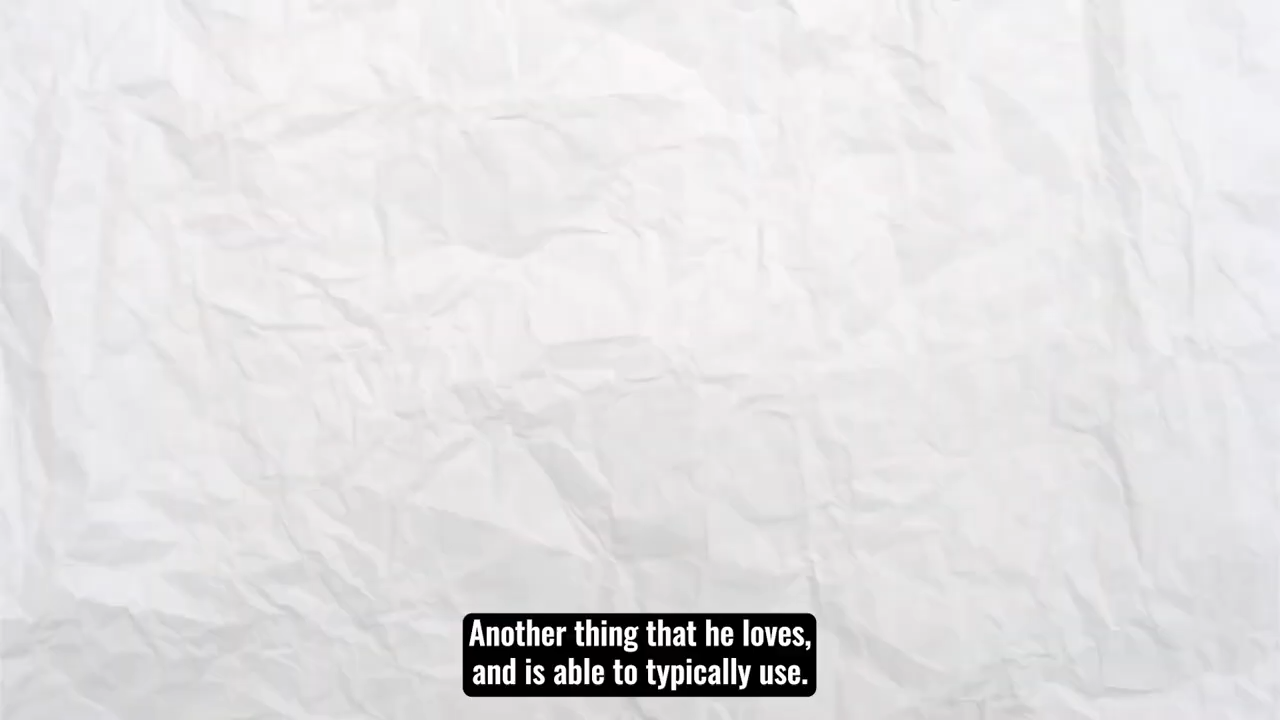 Another thing that he loves,
and is able to typically use.